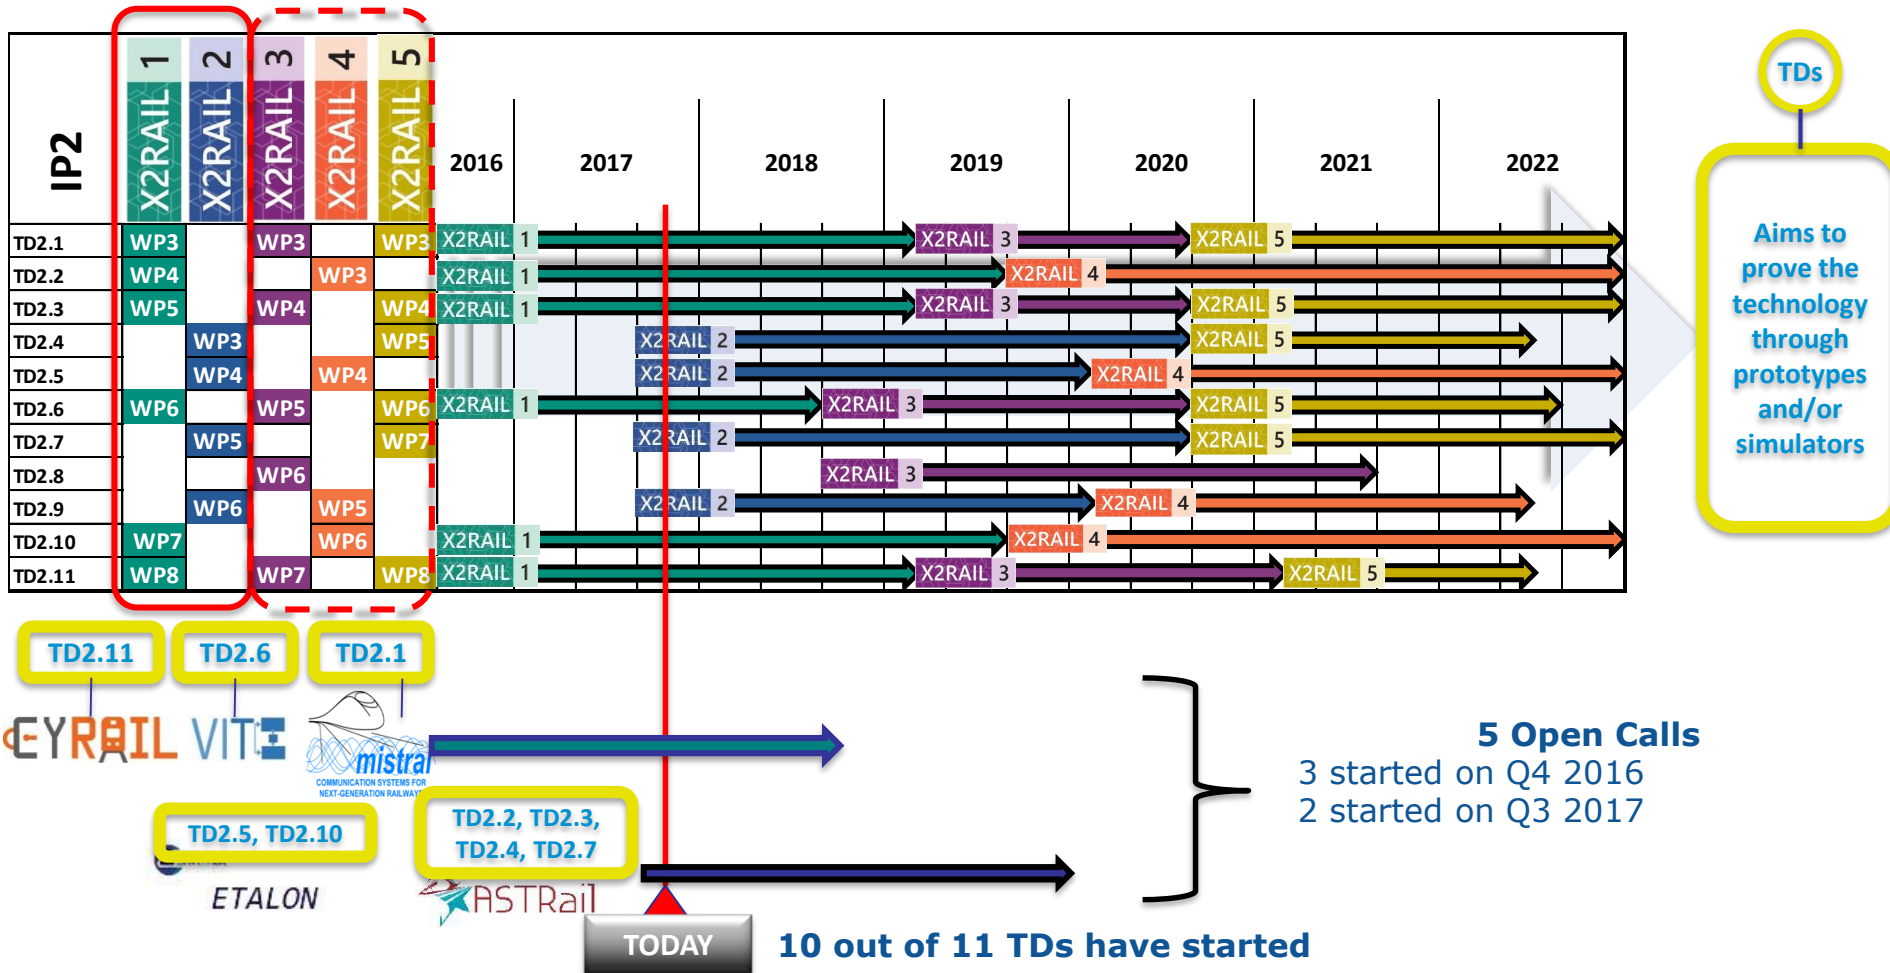 IP2
X2RAIL 1
X2RAIL 2
X2RAIL 3
X2RAIL 4
X2RAIL 5
2016 2017 2018 2019 2020 2021 2022
TD2.1 WP3 WP3 WP3 X2RAIL 1 X2RAIL 3 X2RAIL 5
TD2.2 WP4 WP3 X2RAIL 1 X2RAIL 4
TD2.3 WP5 WP4 WP4 X2RAIL 1 X2RAIL 3 X2RAIL 5
TD2.4 WP3 WP5 X2RAIL 2 X2RAIL 5
TD2.5 WP4 WP4 X2RAIL 2 X2RAIL 4
TD2.6 WP6 WP5 WP6 X2RAIL 1 X2RAIL 3 X2RAIL 5
TD2.7 WP5 WP7 X2RAIL 2 X2RAIL 5
TD2.8 WP6 X2RAIL 3
TD2.9 WP6 WP5 X2RAIL 2 X2RAIL 4
TD2.10 WP7 WP6 X2RAIL 1 X2RAIL 4
TD2.11 WP8 WP7 WP8 X2RAIL 1 X2RAIL 3 X2RAIL 5
TDs
Aims to
prove the
technology
through
prototypes
and/or
simulators
TD2.11 TD2.6 TD2.1
CYRAIL VITE
mistral
COMMUNICATION SYSTEMS FOR
NEXT-GENERATION RAILWAYS
5 Open Calls
3 started on Q4 2016
2 started on Q3 2017
TD2.5, TD2.10
ETALON
TD2.2, TD2.3,
TD2.4, TD2.7
ASTRail
TODAY
10 out of 11 TDs have started